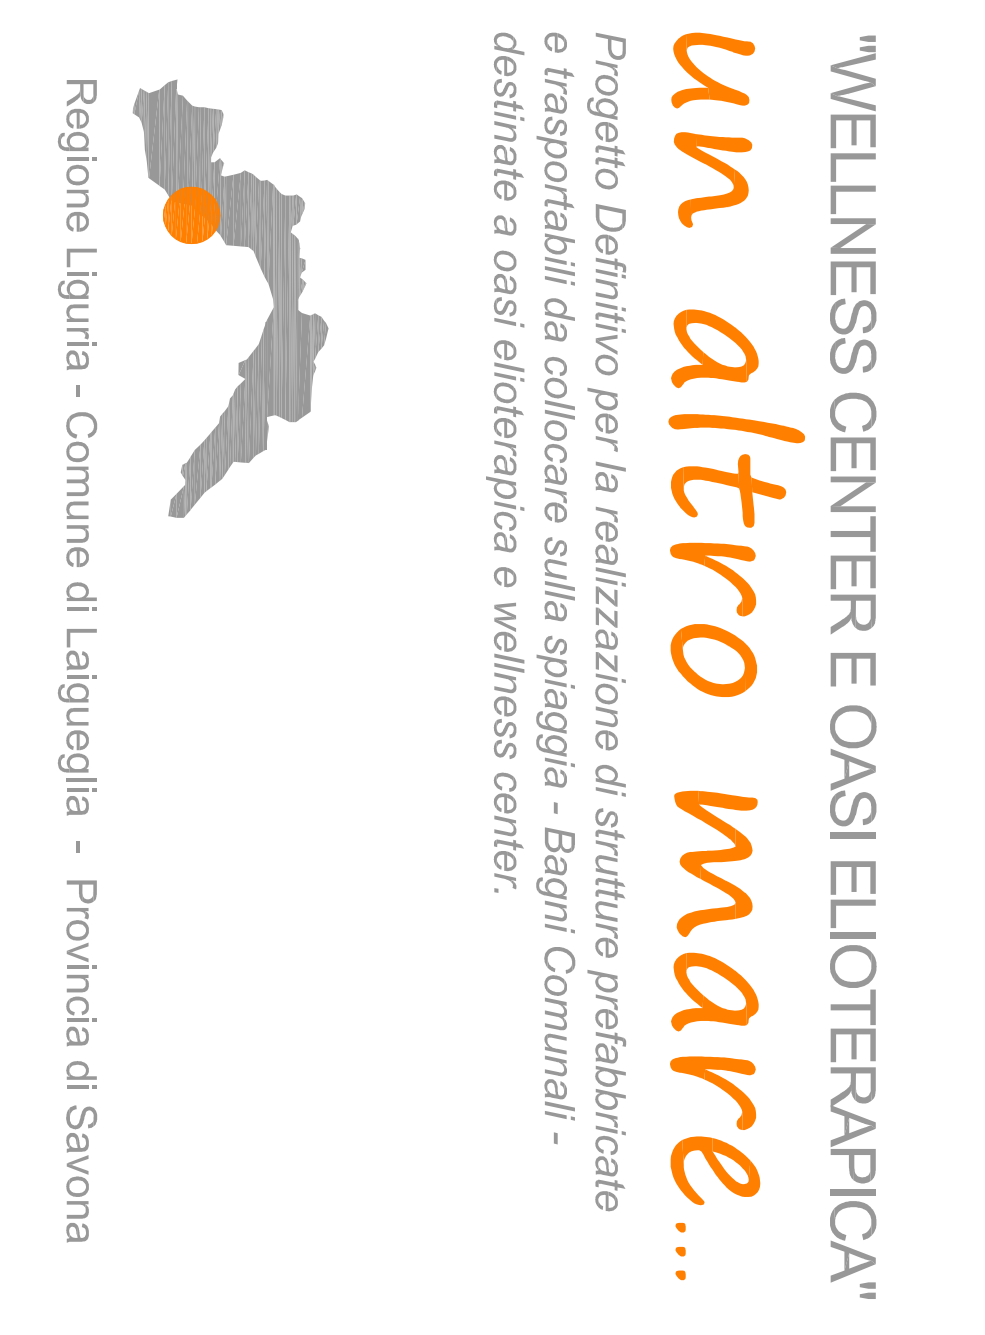 "WELLNESS CENTER E OASI ELIOTERAPICA"
un altro mare...
Progetto Definitivo per la realizzazione di strutture prefabbricate
e trasportabili da collocare sulla spiaggia - Bagni Comunali -
destinate a oasi elioterapica e wellness center.
Regione Liguria - Comune di Laigueglia - Provincia di Savona